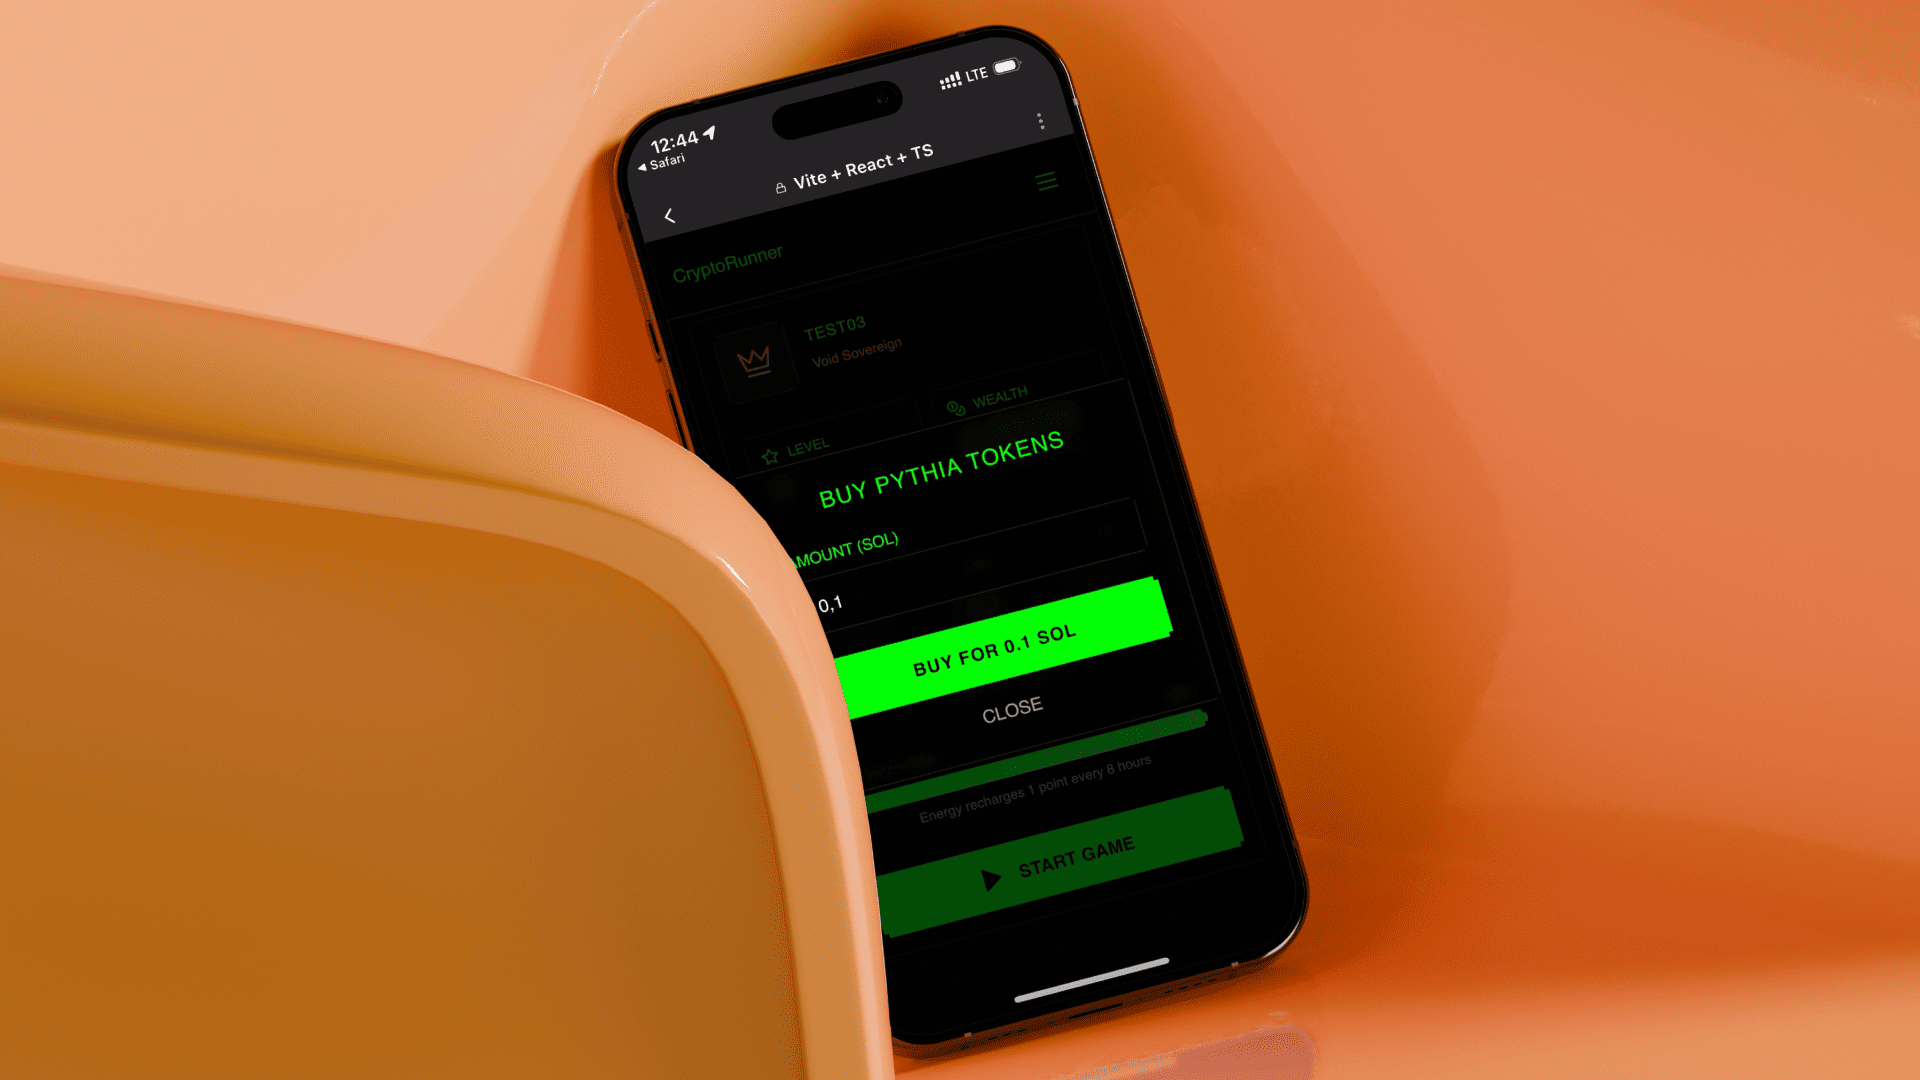 12:44
LTE
Safari
Vite + React + TS
CryptoRunner
TEST03
Void Sovereign
WEALTH
LEVEL
BUY PYTHIA TOKENS
AMOUNT (SOL)
0,1
BUY FOR 0.1 SOL
CLOSE
Energy recharges 1 point every 8 hours
START GAME